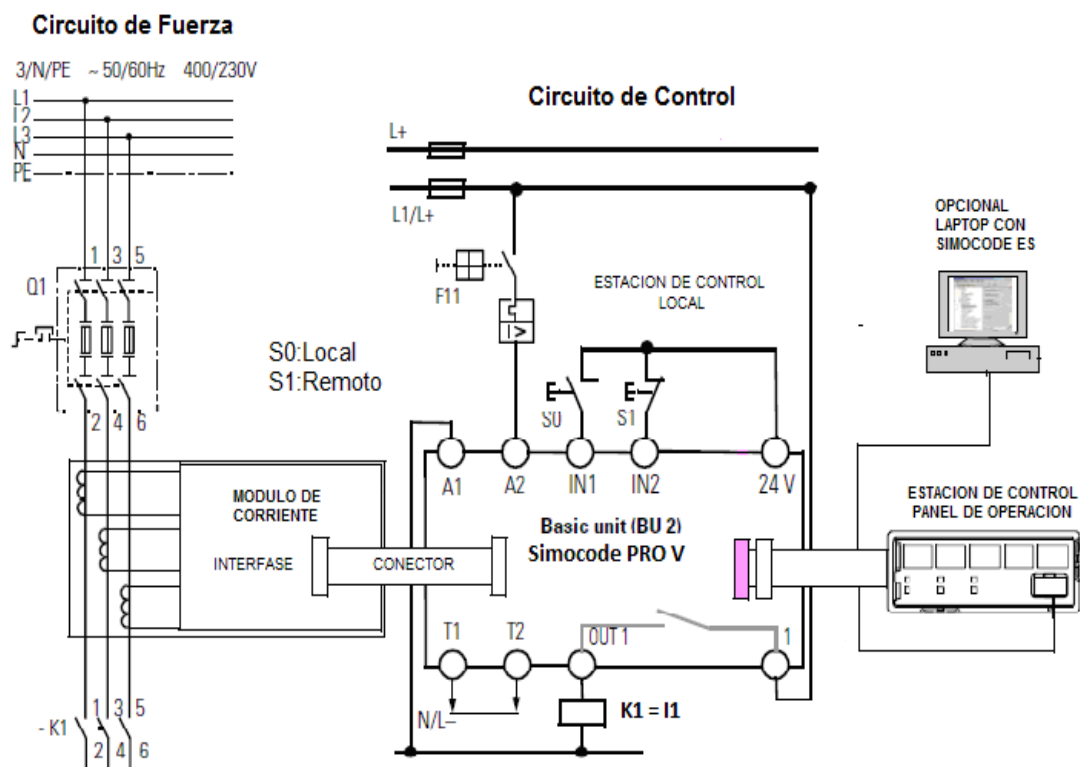 Circuito de Fuerza
3/N/PE ~ 50/60Hz 400/230V
L1
L2
L3
N
PE
Circuito de Control
L+
L1/L+
OPCIONAL
LAPTOP CON
SIMOCODE ES
1 3 5
Q1
F11
I>
ESTACION DE CONTROL
LOCAL
S0:Local
S1:Remoto
S0
S1
2 4 6
A1
A2
IN1
IN2
24 V
MODULO DE
CORRIENTE
INTERFASE
CONECTOR
Basic unit (BU 2)
Simocode PRO V
ESTACION DE CONTROL
PANEL DE OPERACION
T1
T2
OUT 1
1
N/L–
K1 = I1
- K1
1 3 5
2 4 6